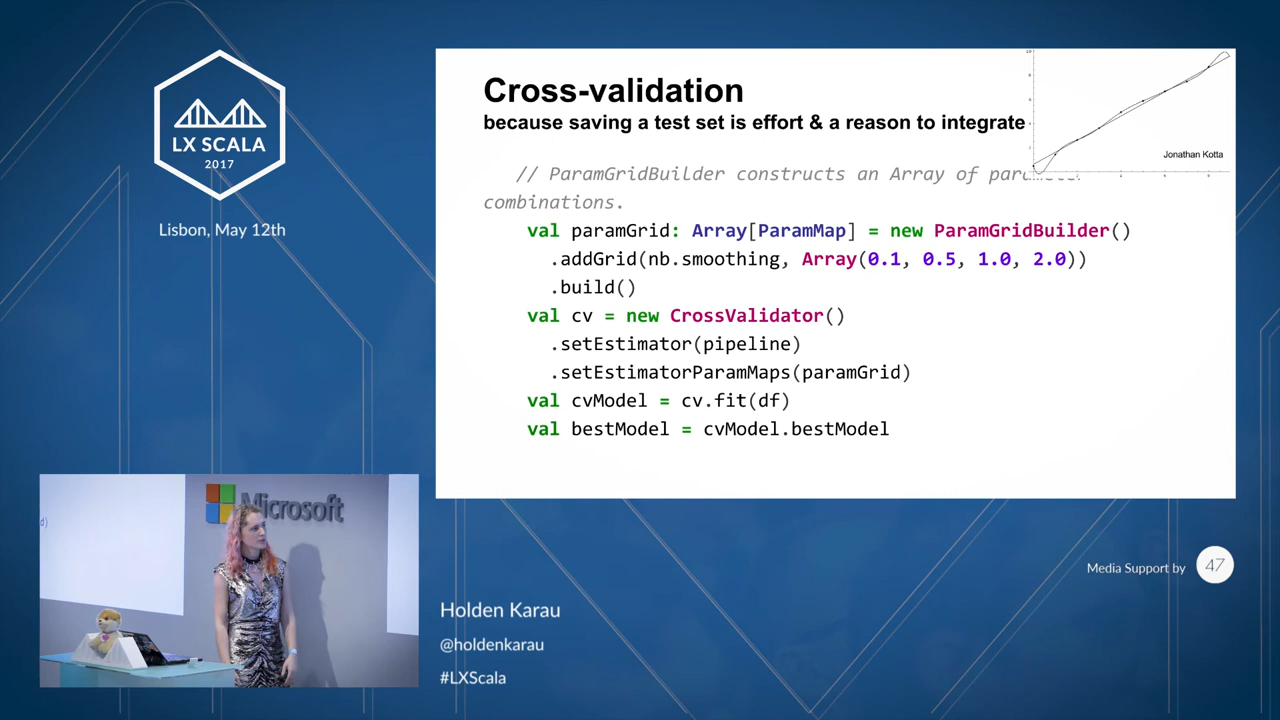 LX SCALA
2017
Lisbon, May 12th
Cross-validation
because saving a test set is effort & a reason to integrate
Jonathan Kotta
// ParamGridBuilder constructs an Array of parameter
combinations.
val paramGrid: Array[ParamMap] = new ParamGridBuilder()
.addGrid(nb.smoothing, Array(0.1, 0.5, 1.0, 2.0))
.build()
val cv = new CrossValidator()
.setEstimator(pipeline)
.setEstimatorParamMaps(paramGrid)
val cvModel = cv.fit(df)
val bestModel = cvModel.bestModel
Microsoft
Media Support by
47
Holden Karau
@holdenkarau
#LXScala